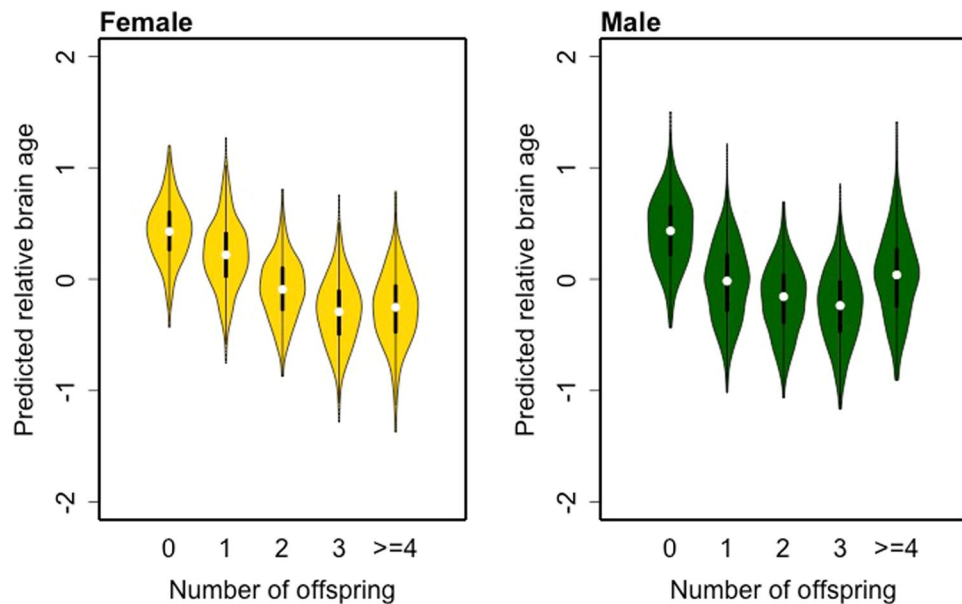 Female
Predicted relative brain age
2
1
0
-1
-2
0 1 2 3 >=4
Number of offspring
Male
Predicted relative brain age
2
1
0
-1
-2
0 1 2 3 >=4
Number of offspring